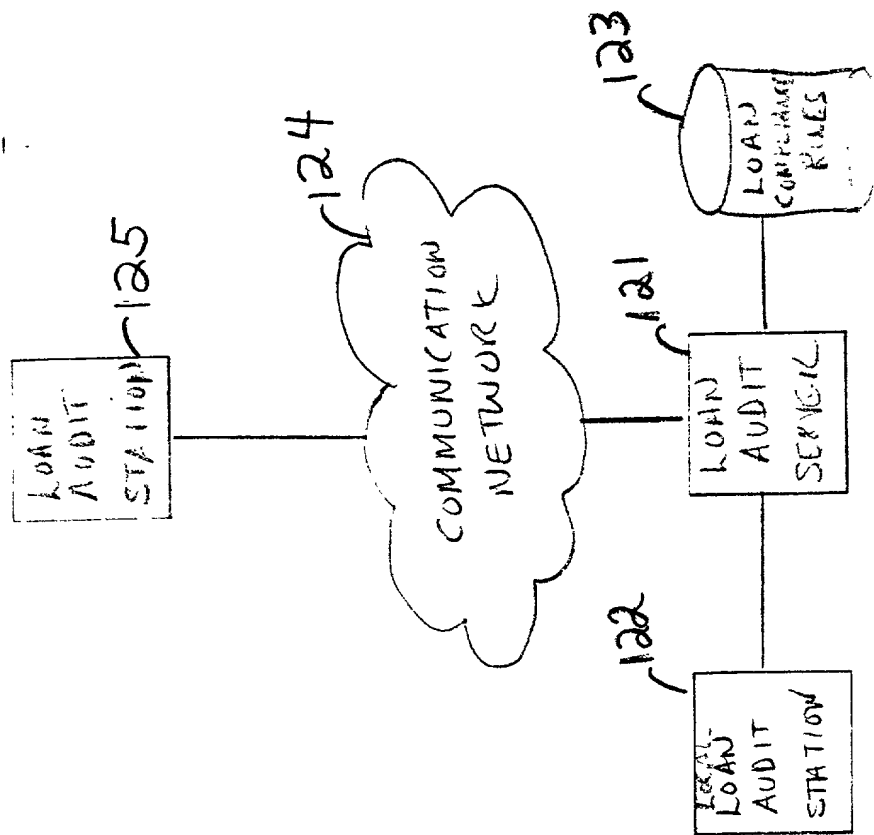 LOAN
AUDIT
STATION
125
124
COMMUNICATION
NETWORK
LOCAL
LOAN
AUDIT
STATION
122
LOAN
AUDIT
SERVER
121
LOAN
COMPLIANCE
RULES
123